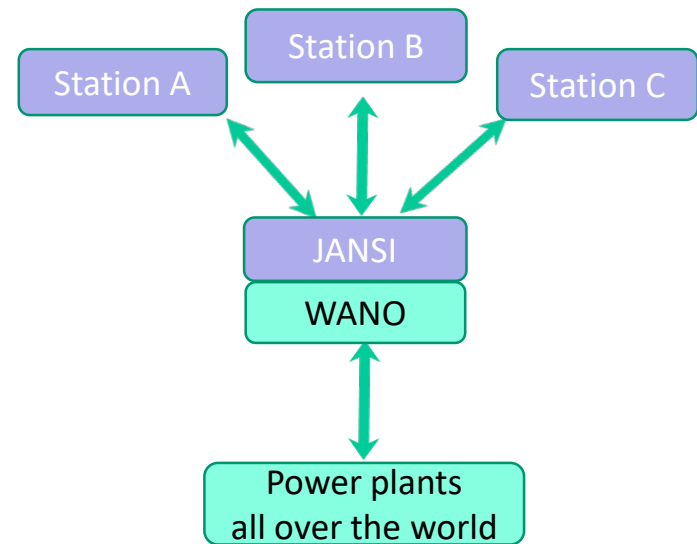 Station A
Station B
Station C
JANSI
WANO
Power plants
all over the world